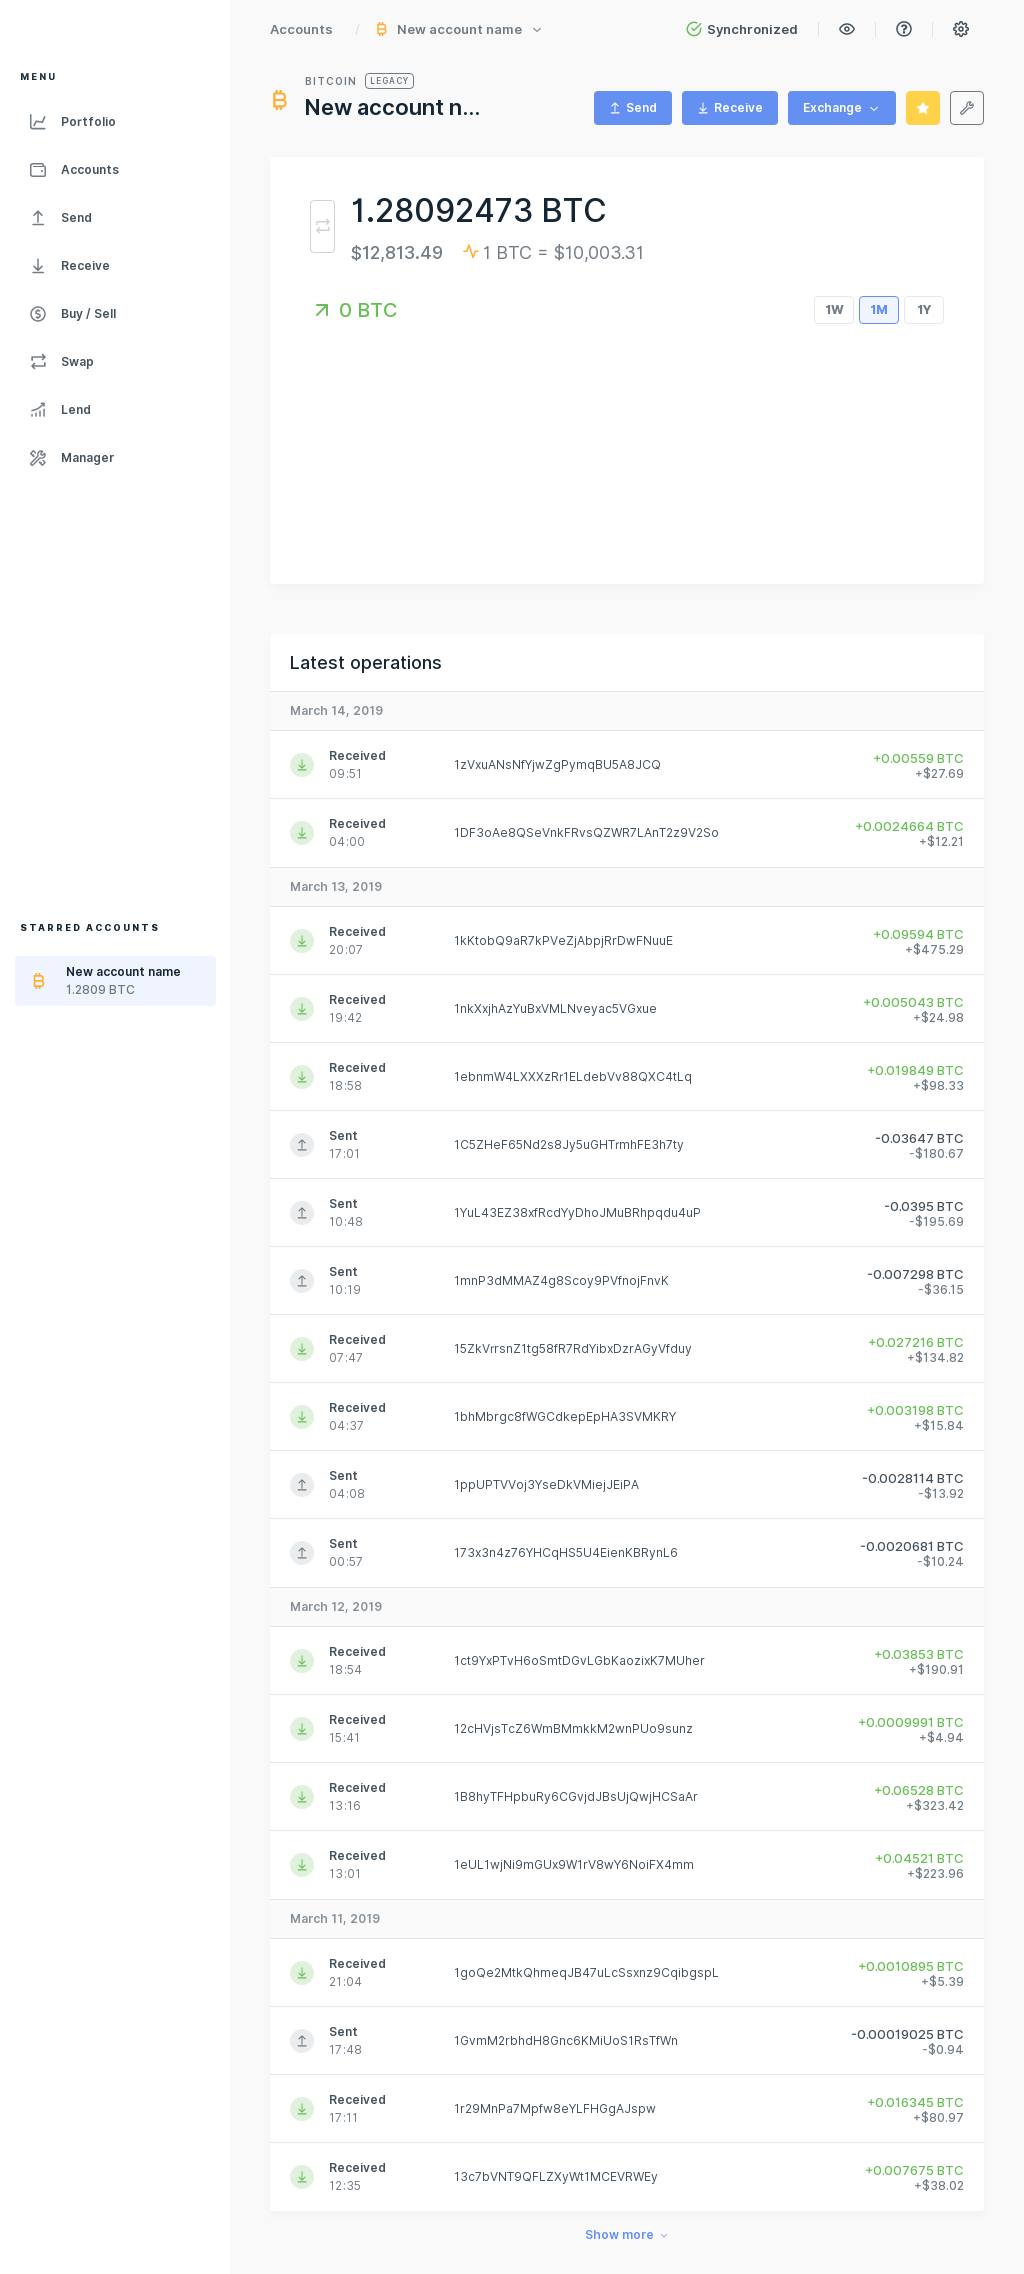 Accounts / New account name
Synchronized
MENU
Portfolio
Accounts
Send
Receive
Buy / Sell
Swap
Lend
Manager
STARRED ACCOUNTS
New account name
1.2809 BTC
BITCOIN LEGACY
New account n...
Send
Receive
Exchange
1.28092473 BTC
$12,813.49 1 BTC = $10,003.31
0 BTC
1W 1M 1Y
Latest operations
March 14, 2019
Received 1zVxuANsNfYjwZgPymqBU5A8JCQ +0.00559 BTC
09:51 +$27.69
Received 1DF3oAe8QSeVnkFRvsQZWR7LAnT2z9V2So +0.0024664 BTC
04:00 +$12.21
March 13, 2019
Received 1kKtobQ9aR7kPVeZjAbpjRrDwFNuuE +0.09594 BTC
20:07 +$475.29
Received 1nkXxjhAzYuBxVMLNveyac5VGxue +0.005043 BTC
19:42 +$24.98
Received 1ebnmW4LXXXzRr1ELdebVv88QXC4tLq +0.019849 BTC
18:58 +$98.33
Sent 1C5ZHeF65Nd2s8Jy5uGHTrmhFE3h7ty -0.03647 BTC
17:01 -$180.67
Sent 1YuL43EZ38xfRcdYyDhoJMuBRhpqdu4uP -0.0395 BTC
10:48 -$195.69
Sent 1mnP3dMMAZ4g8Scoy9PVfnojFnvK -0.007298 BTC
10:19 -$36.15
Received 15ZkVrrsnZ1tg58fR7RdYibxDzrAGyVfduy +0.027216 BTC
07:47 +$134.82
Received 1bhMbrgc8fWGCdkepEpHA3SVMKRY +0.003198 BTC
04:37 +$15.84
Sent 1ppUPTVVoj3YseDkVMiejJEiPA -0.0028114 BTC
04:08 -$13.92
Sent 173x3n4z76YHCqHS5U4EienKBRynL6 -0.0020681 BTC
00:57 -$10.24
March 12, 2019
Received 1ct9YxPTvH6oSmtDGvLGbKaozixK7MUher +0.03853 BTC
18:54 +$190.91
Received 12cHVjsTcZ6WmBMmkkM2wnPUo9sunz +0.0009991 BTC
15:41 +$4.94
Received 1B8hyTFHpbuRy6CGvjdJBsUjQwjHCSaAr +0.06528 BTC
13:16 +$323.42
Received 1eUL1wjNi9mGUx9W1rV8wY6NoiFX4mm +0.04521 BTC
13:01 +$223.96
March 11, 2019
Received 1goQe2MtkQhmeqJB47uLcSsxnz9CqibgspL +0.0010895 BTC
21:04 +$5.39
Sent 1GvmM2rbhdH8Gnc6KMiUoS1RsTfWn -0.00019025 BTC
17:48 -$0.94
Received 1r29MnPa7Mpfw8eYLFHGgAJspw +0.016345 BTC
17:11 +$80.97
Received 13c7bVNT9QFLZXyWt1MCEVRWEy +0.007675 BTC
12:35 +$38.02
Show more